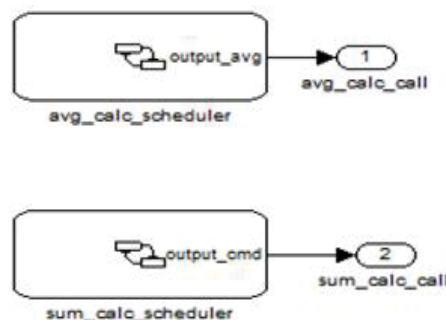 output_avg
1
avg_calc_call
avg_calc_scheduler
output_cmd
2
sum_calc_call
sum_calc_scheduler